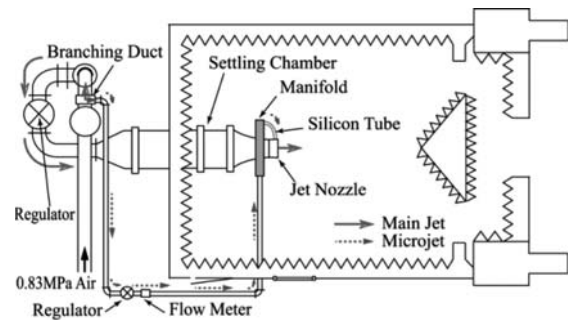 Branching Duct
Settling Chamber
Manifold
Silicon Tube
Jet Nozzle
Regulator
Main Jet
Microjet
0.83MPa Air
Regulator
Flow Meter